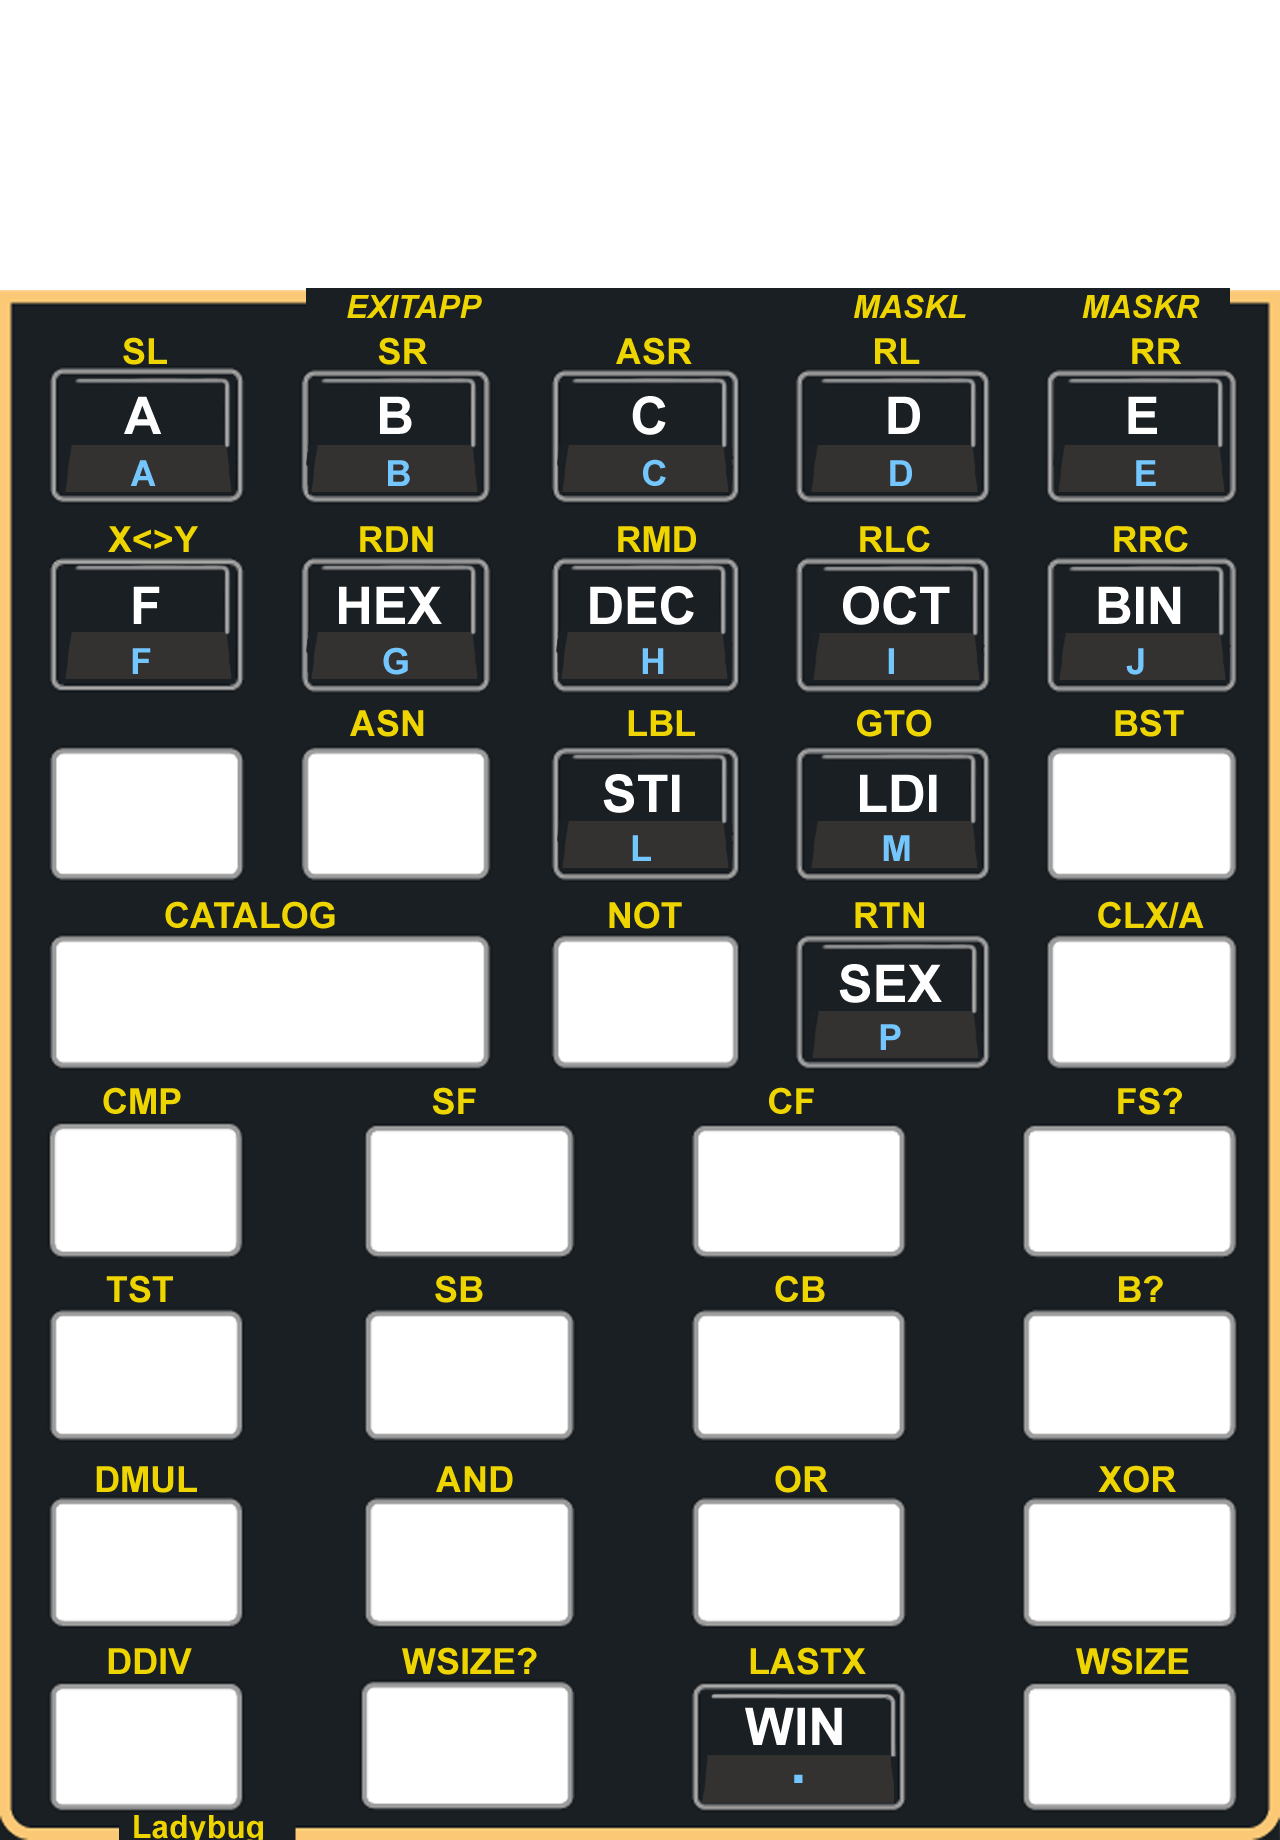 EXITAPP MASKL MASKR
SL SR ASR RL RR
A B C D E
A B C D E
X<>Y RDN RMD RLC RRC
F HEX DEC OCT BIN
F G H I J
ASN LBL GTO BST
STI LDI
L M
CATALOG NOT RTN CLX/A
SEX
P
CMP SF CF FS?
TST SB CB B?
DMUL AND OR XOR
DDIV WSIZE? LASTX WSIZE
WIN
.
Ladybug